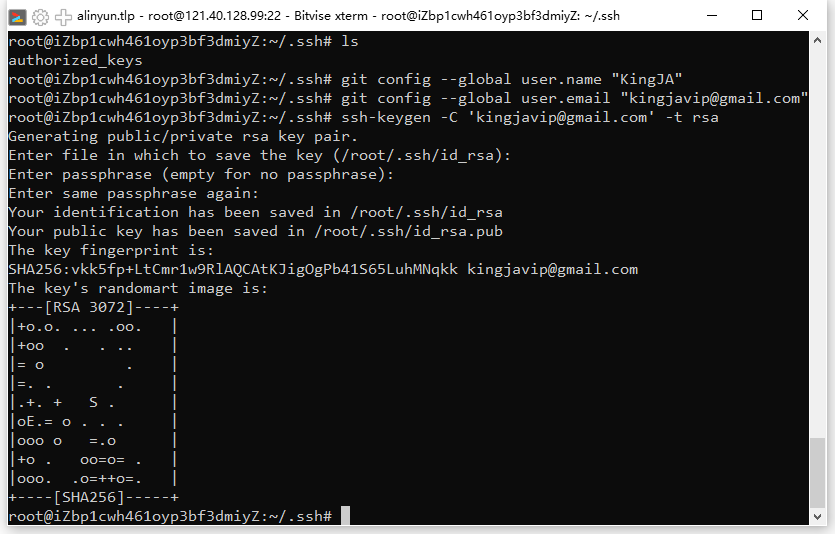 alinyun.tlp - root@121.40.128.99:22 - Bitvise xterm - root@iZbp1cwh461oyp3bf3dmiyZ: ~/.ssh
root@iZbp1cwh461oyp3bf3dmiyZ:~/.ssh# ls
authorized_keys
root@iZbp1cwh461oyp3bf3dmiyZ:~/.ssh# git config --global user.name "KingJA"
root@iZbp1cwh461oyp3bf3dmiyZ:~/.ssh# git config --global user.email "kingjavip@gmail.com"
root@iZbp1cwh461oyp3bf3dmiyZ:~/.ssh# ssh-keygen -C 'kingjavip@gmail.com' -t rsa
Generating public/private rsa key pair.
Enter file in which to save the key (/root/.ssh/id_rsa):
Enter passphrase (empty for no passphrase):
Enter same passphrase again:
Your identification has been saved in /root/.ssh/id_rsa
Your public key has been saved in /root/.ssh/id_rsa.pub
The key fingerprint is:
SHA256:vkk5fp+LtCmr1w9RlAQCAtKJigOgPb41S65LuhMNqkk kingjavip@gmail.com
The key's randomart image is:
+---[RSA 3072]----+
|+o.o. ... .oo.   |
|+oo  .   . ..    |
|= o         .    |
|=. .       .     |
|.+. +   S .      |
|oE.= o . . .     |
|ooo o   =.o      |
|+o .   oo=o= .   |
|ooo.  .o=++o=.   |
+----[SHA256]-----+
root@iZbp1cwh461oyp3bf3dmiyZ:~/.ssh#